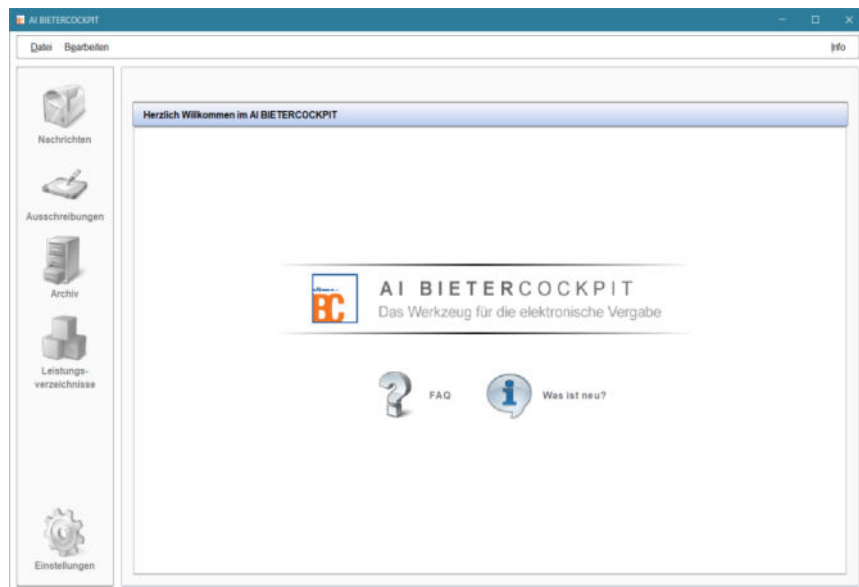 AI BIETERCOCKPIT
Datei Bearbeiten Info
Nachrichten
Ausschreibungen
Archiv
Leistungs-
verzeichnisse
Einstellungen
Herzlich Willkommen im AI BIETERCOCKPIT
BC
AI BIETERCOCKPIT
Das Werkzeug für die elektronische Vergabe
FAQ
Was ist neu?